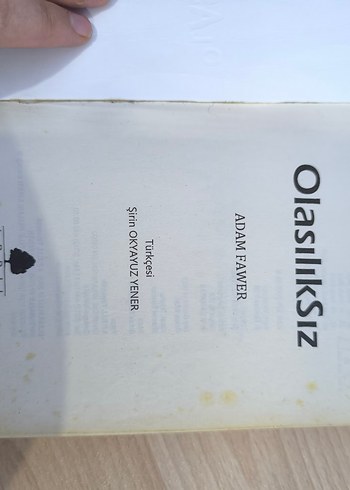 OlasılıkSız
ADAM FAWER
Türkçesi
Şirin OKYAYUZ YENER